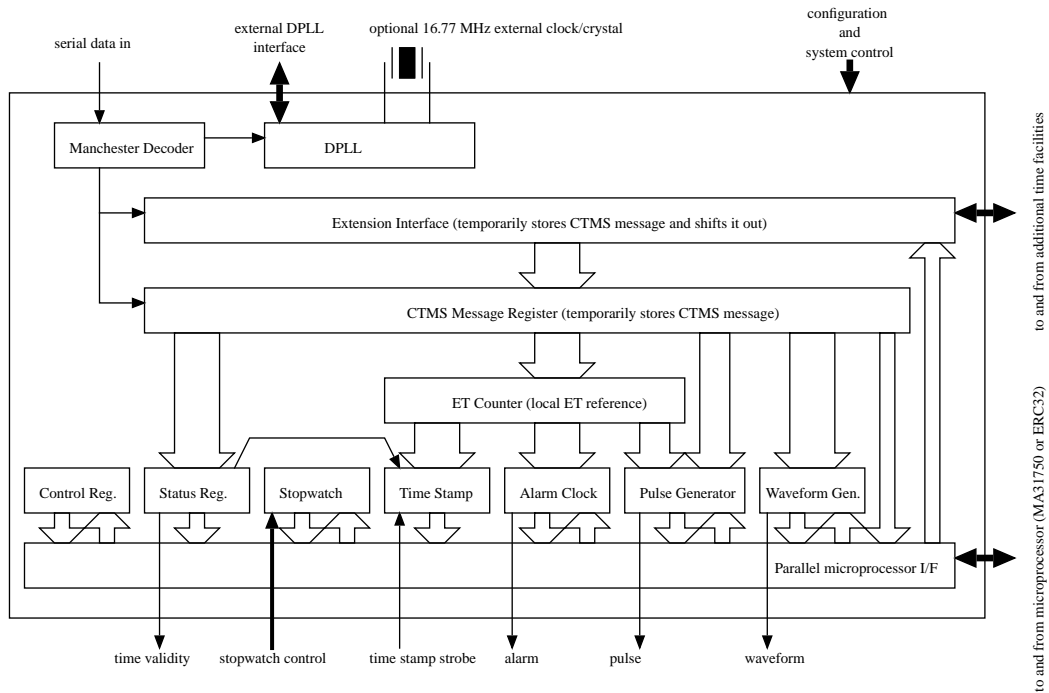 configuration
and
system control
serial data in
external DPLL
interface
optional 16.77 MHz external clock/crystal
Manchester Decoder
DPLL
Extension Interface (temporarily stores CTMS message and shifts it out)
CTMS Message Register (temporarily stores CTMS message)
ET Counter (local ET reference)
Control Reg.
Status Reg.
Stopwatch
Time Stamp
Alarm Clock
Pulse Generator
Waveform Gen.
Parallel microprocessor I/F
time validity
stopwatch control
time stamp strobe
alarm
pulse
waveform
to and from additional time facilities
to and from microprocessor (MA31750 or ERC32)